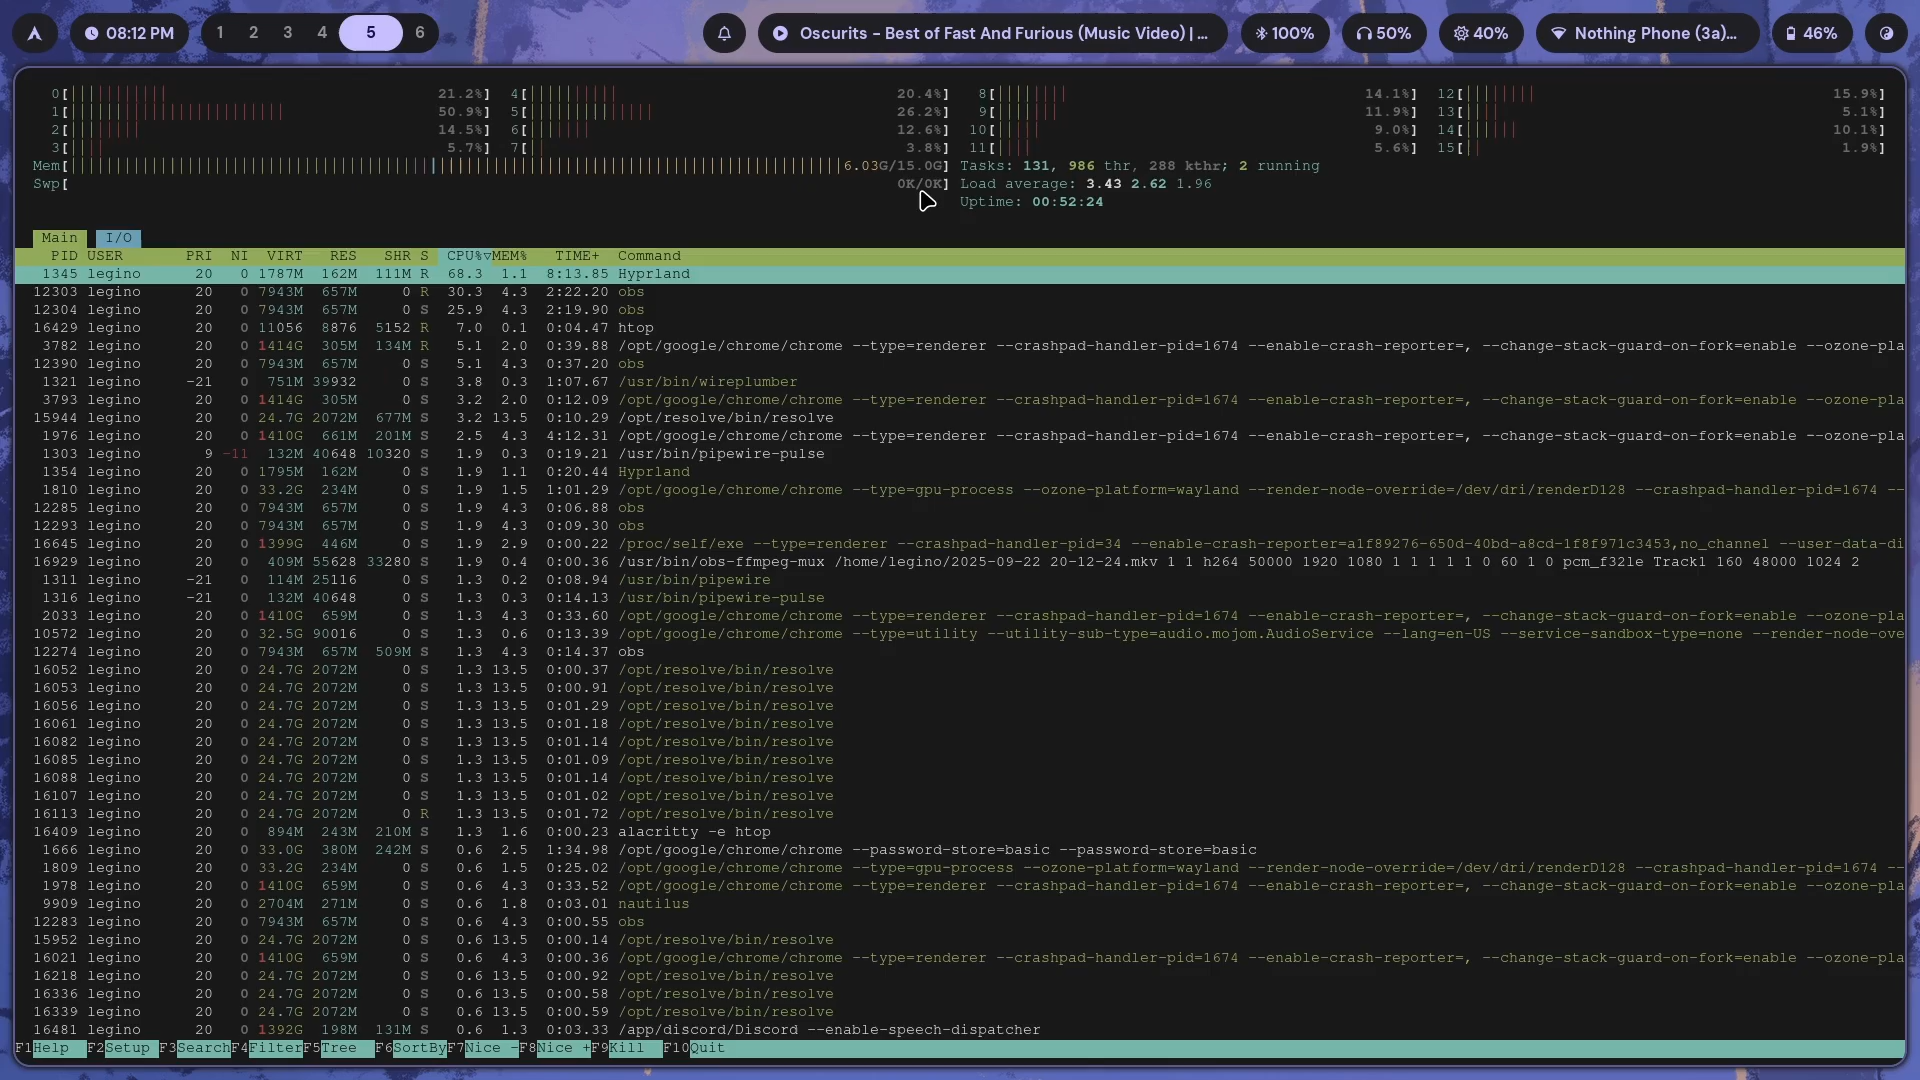 08:12 PM 1 2 3 4 5 6 Oscurits - Best of Fast And Furious (Music Video) | ... 100% 50% 40% Nothing Phone (3a)... 46%
0[||||||||||| 21.2%] 4[|||||||||| 20.4%] 8[|||||||| 14.1%] 12[|||||||| 15.9%]
1[|||||||||||||||||||||||| 50.9%] 5[|||||||||||||| 26.2%] 9[||||||| 11.9%] 13[|||| 5.1%]
2[|||||||| 14.5%] 6[||||||| 12.6%] 10[||||| 9.0%] 14[|||||| 10.1%]
3[|||| 5.7%] 7[|| 3.8%] 11[|||| 5.6%] 15[|| 1.9%]
Mem[ 6.03G/15.0G] Tasks: 131, 986 thr, 288 kthr; 2 running
Swp[ 0K/0K] Load average: 3.43 2.62 1.96
Uptime: 00:52:24
Main I/O
PID USER PRI NI VIRT RES SHR S CPU%▽MEM% TIME+ Command
1345 legino 20 0 1787M 162M 111M R 68.3 1.1 8:13.85 Hyprland
12303 legino 20 0 7943M 657M 0 R 30.3 4.3 2:22.20 obs
12304 legino 20 0 7943M 657M 0 S 25.9 4.3 2:19.90 obs
16429 legino 20 0 11056 8876 5152 R 7.0 0.1 0:04.47 htop
3782 legino 20 0 1414G 305M 134M R 5.1 2.0 0:39.88 /opt/google/chrome/chrome --type=renderer --crashpad-handler-pid=1674 --enable-crash-reporter=, --change-stack-guard-on-fork=enable --ozone-pla
12390 legino 20 0 7943M 657M 0 S 5.1 4.3 0:37.20 obs
1321 legino -21 0 751M 39932 0 S 3.8 0.3 1:07.67 /usr/bin/wireplumber
3793 legino 20 0 1414G 305M 0 S 3.2 2.0 0:12.09 /opt/google/chrome/chrome --type=renderer --crashpad-handler-pid=1674 --enable-crash-reporter=, --change-stack-guard-on-fork=enable --ozone-pla
15944 legino 20 0 24.7G 2072M 677M S 3.2 13.5 0:10.29 /opt/resolve/bin/resolve
1976 legino 20 0 1410G 661M 201M S 2.5 4.3 4:12.31 /opt/google/chrome/chrome --type=renderer --crashpad-handler-pid=1674 --enable-crash-reporter=, --change-stack-guard-on-fork=enable --ozone-pla
1303 legino 9 -11 132M 40648 10320 S 1.9 0.3 0:19.21 /usr/bin/pipewire-pulse
1354 legino 20 0 1795M 162M 0 S 1.9 1.1 0:20.44 Hyprland
1810 legino 20 0 33.2G 234M 0 S 1.9 1.5 1:01.29 /opt/google/chrome/chrome --type=gpu-process --ozone-platform=wayland --render-node-override=/dev/dri/renderD128 --crashpad-handler-pid=1674 --
12285 legino 20 0 7943M 657M 0 S 1.9 4.3 0:06.88 obs
12293 legino 20 0 7943M 657M 0 S 1.9 4.3 0:09.30 obs
16645 legino 20 0 1399G 446M 0 S 1.9 2.9 0:00.22 /proc/self/exe --type=renderer --crashpad-handler-pid=34 --enable-crash-reporter=a1f89276-650d-40bd-a8cd-1f8f971c3453,no_channel --user-data-di
16929 legino 20 0 409M 55628 33280 S 1.9 0.4 0:00.36 /usr/bin/obs-ffmpeg-mux /home/legino/2025-09-22 20-12-24.mkv 1 1 h264 50000 1920 1080 1 1 1 1 1 0 60 1 0 pcm_f32le Track1 160 48000 1024 2
1311 legino -21 0 114M 25116 0 S 1.3 0.2 0:08.94 /usr/bin/pipewire
1316 legino -21 0 132M 40648 0 S 1.3 0.3 0:14.13 /usr/bin/pipewire-pulse
2033 legino 20 0 1410G 659M 0 S 1.3 4.3 0:33.60 /opt/google/chrome/chrome --type=renderer --crashpad-handler-pid=1674 --enable-crash-reporter=, --change-stack-guard-on-fork=enable --ozone-pla
10572 legino 20 0 32.5G 90016 0 S 1.3 0.6 0:13.39 /opt/google/chrome/chrome --type=utility --utility-sub-type=audio.mojom.AudioService --lang=en-US --service-sandbox-type=none --render-node-ove
12274 legino 20 0 7943M 657M 509M S 1.3 4.3 0:14.37 obs
16052 legino 20 0 24.7G 2072M 0 S 1.3 13.5 0:00.37 /opt/resolve/bin/resolve
16053 legino 20 0 24.7G 2072M 0 S 1.3 13.5 0:00.91 /opt/resolve/bin/resolve
16056 legino 20 0 24.7G 2072M 0 S 1.3 13.5 0:01.29 /opt/resolve/bin/resolve
16061 legino 20 0 24.7G 2072M 0 S 1.3 13.5 0:01.18 /opt/resolve/bin/resolve
16082 legino 20 0 24.7G 2072M 0 S 1.3 13.5 0:01.14 /opt/resolve/bin/resolve
16085 legino 20 0 24.7G 2072M 0 S 1.3 13.5 0:01.09 /opt/resolve/bin/resolve
16088 legino 20 0 24.7G 2072M 0 S 1.3 13.5 0:01.14 /opt/resolve/bin/resolve
16107 legino 20 0 24.7G 2072M 0 S 1.3 13.5 0:01.02 /opt/resolve/bin/resolve
16113 legino 20 0 24.7G 2072M 0 R 1.3 13.5 0:01.72 /opt/resolve/bin/resolve
16409 legino 20 0 894M 243M 210M S 1.3 1.6 0:00.23 alacritty -e htop
1666 legino 20 0 33.0G 380M 242M S 0.6 2.5 1:34.98 /opt/google/chrome/chrome --password-store=basic --password-store=basic
1809 legino 20 0 33.2G 234M 0 S 0.6 1.5 0:25.02 /opt/google/chrome/chrome --type=gpu-process --ozone-platform=wayland --render-node-override=/dev/dri/renderD128 --crashpad-handler-pid=1674 --
1978 legino 20 0 1410G 659M 0 S 0.6 4.3 0:33.52 /opt/google/chrome/chrome --type=renderer --crashpad-handler-pid=1674 --enable-crash-reporter=, --change-stack-guard-on-fork=enable --ozone-pla
9909 legino 20 0 2704M 271M 0 S 0.6 1.8 0:03.01 nautilus
12283 legino 20 0 7943M 657M 0 S 0.6 4.3 0:00.55 obs
15952 legino 20 0 24.7G 2072M 0 S 0.6 13.5 0:00.14 /opt/resolve/bin/resolve
16021 legino 20 0 1410G 659M 0 S 0.6 4.3 0:00.36 /opt/google/chrome/chrome --type=renderer --crashpad-handler-pid=1674 --enable-crash-reporter=, --change-stack-guard-on-fork=enable --ozone-pla
16218 legino 20 0 24.7G 2072M 0 S 0.6 13.5 0:00.92 /opt/resolve/bin/resolve
16336 legino 20 0 24.7G 2072M 0 S 0.6 13.5 0:00.58 /opt/resolve/bin/resolve
16339 legino 20 0 24.7G 2072M 0 S 0.6 13.5 0:00.59 /opt/resolve/bin/resolve
16481 legino 20 0 1392G 198M 131M S 0.6 1.3 0:03.33 /app/discord/Discord --enable-speech-dispatcher
F1Help F2Setup F3SearchF4FilterF5Tree F6SortByF7Nice -F8Nice +F9Kill F10Quit